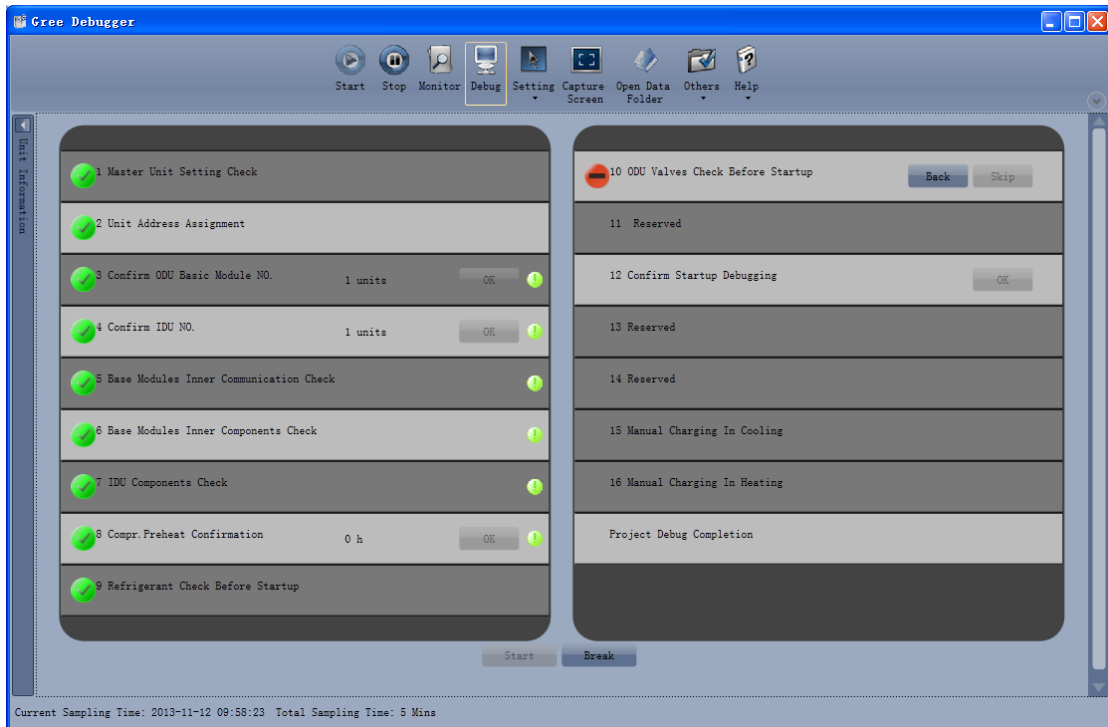 Gree Debugger
Start Stop Monitor Debug Setting Capture Screen Open Data Folder Others Help
Unit Information
1 Master Unit Setting Check
2 Unit Address Assignment
3 Confirm ODU Basic Module NO. 1 units OK
4 Confirm IDU NO. 1 units OK
5 Base Modules Inner Communication Check
6 Base Modules Inner Components Check
7 IDU Components Check
8 Compr.Preheat Confirmation 0 h OK
9 Refrigerant Check Before Startup
10 ODU Valves Check Before Startup Back Skip
11 Reserved
12 Confirm Startup Debugging OK
13 Reserved
14 Reserved
15 Manual Charging In Cooling
16 Manual Charging In Heating
Project Debug Completion
Start Break
Current Sampling Time: 2013-11-12 09:58:23 Total Sampling Time: 5 Mins